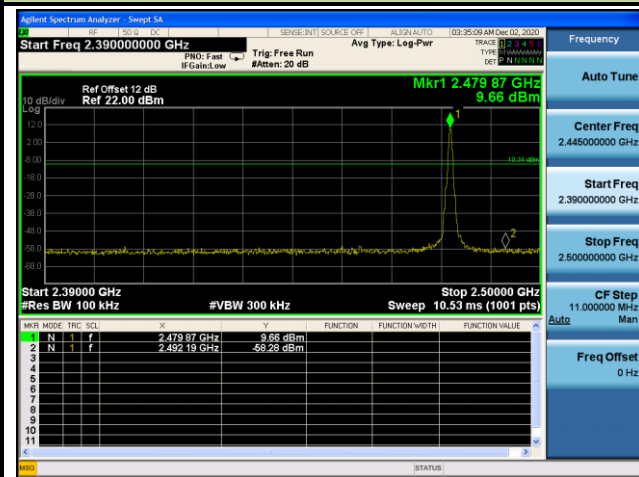 Agilent Spectrum Analyzer - Swept SA
RF 50 Ω DC SENSE:INT SOURCE OFF ALIGN AUTO 03:35:09 AM Dec 02, 2020
Start Freq 2.390000000 GHz
PNO: Fast
IFGain:Low
Trig: Free Run
#Atten: 20 dB
Avg Type: Log-Pwr
TRACE 1 2 3 4 5 6
TYPE M WWWWW
DET P N N N N N
Ref Offset 12 dB
Ref 22.00 dBm
10 dB/div
Log
Mkr1 2.479 87 GHz
9.66 dBm
12.0
2.00
-8.00
-18.0
-28.0
-38.0
-48.0
-58.0
-68.0
-10.34 dBm
1
2
Start 2.39000 GHz
#Res BW 100 kHz
#VBW 300 kHz
Stop 2.50000 GHz
Sweep 10.53 ms (1001 pts)
MKR MODE TRC SCL X Y FUNCTION FUNCTION WIDTH FUNCTION VALUE
1 N 1 f 2.479 87 GHz 9.66 dBm
2 N 1 f 2.492 19 GHz -58.28 dBm
3
4
5
6
7
8
9
10
11
MSG
STATUS
Frequency
Auto Tune
Center Freq
2.445000000 GHz
Start Freq
2.390000000 GHz
Stop Freq
2.500000000 GHz
CF Step
11.000000 MHz
Auto Man
Freq Offset
0 Hz